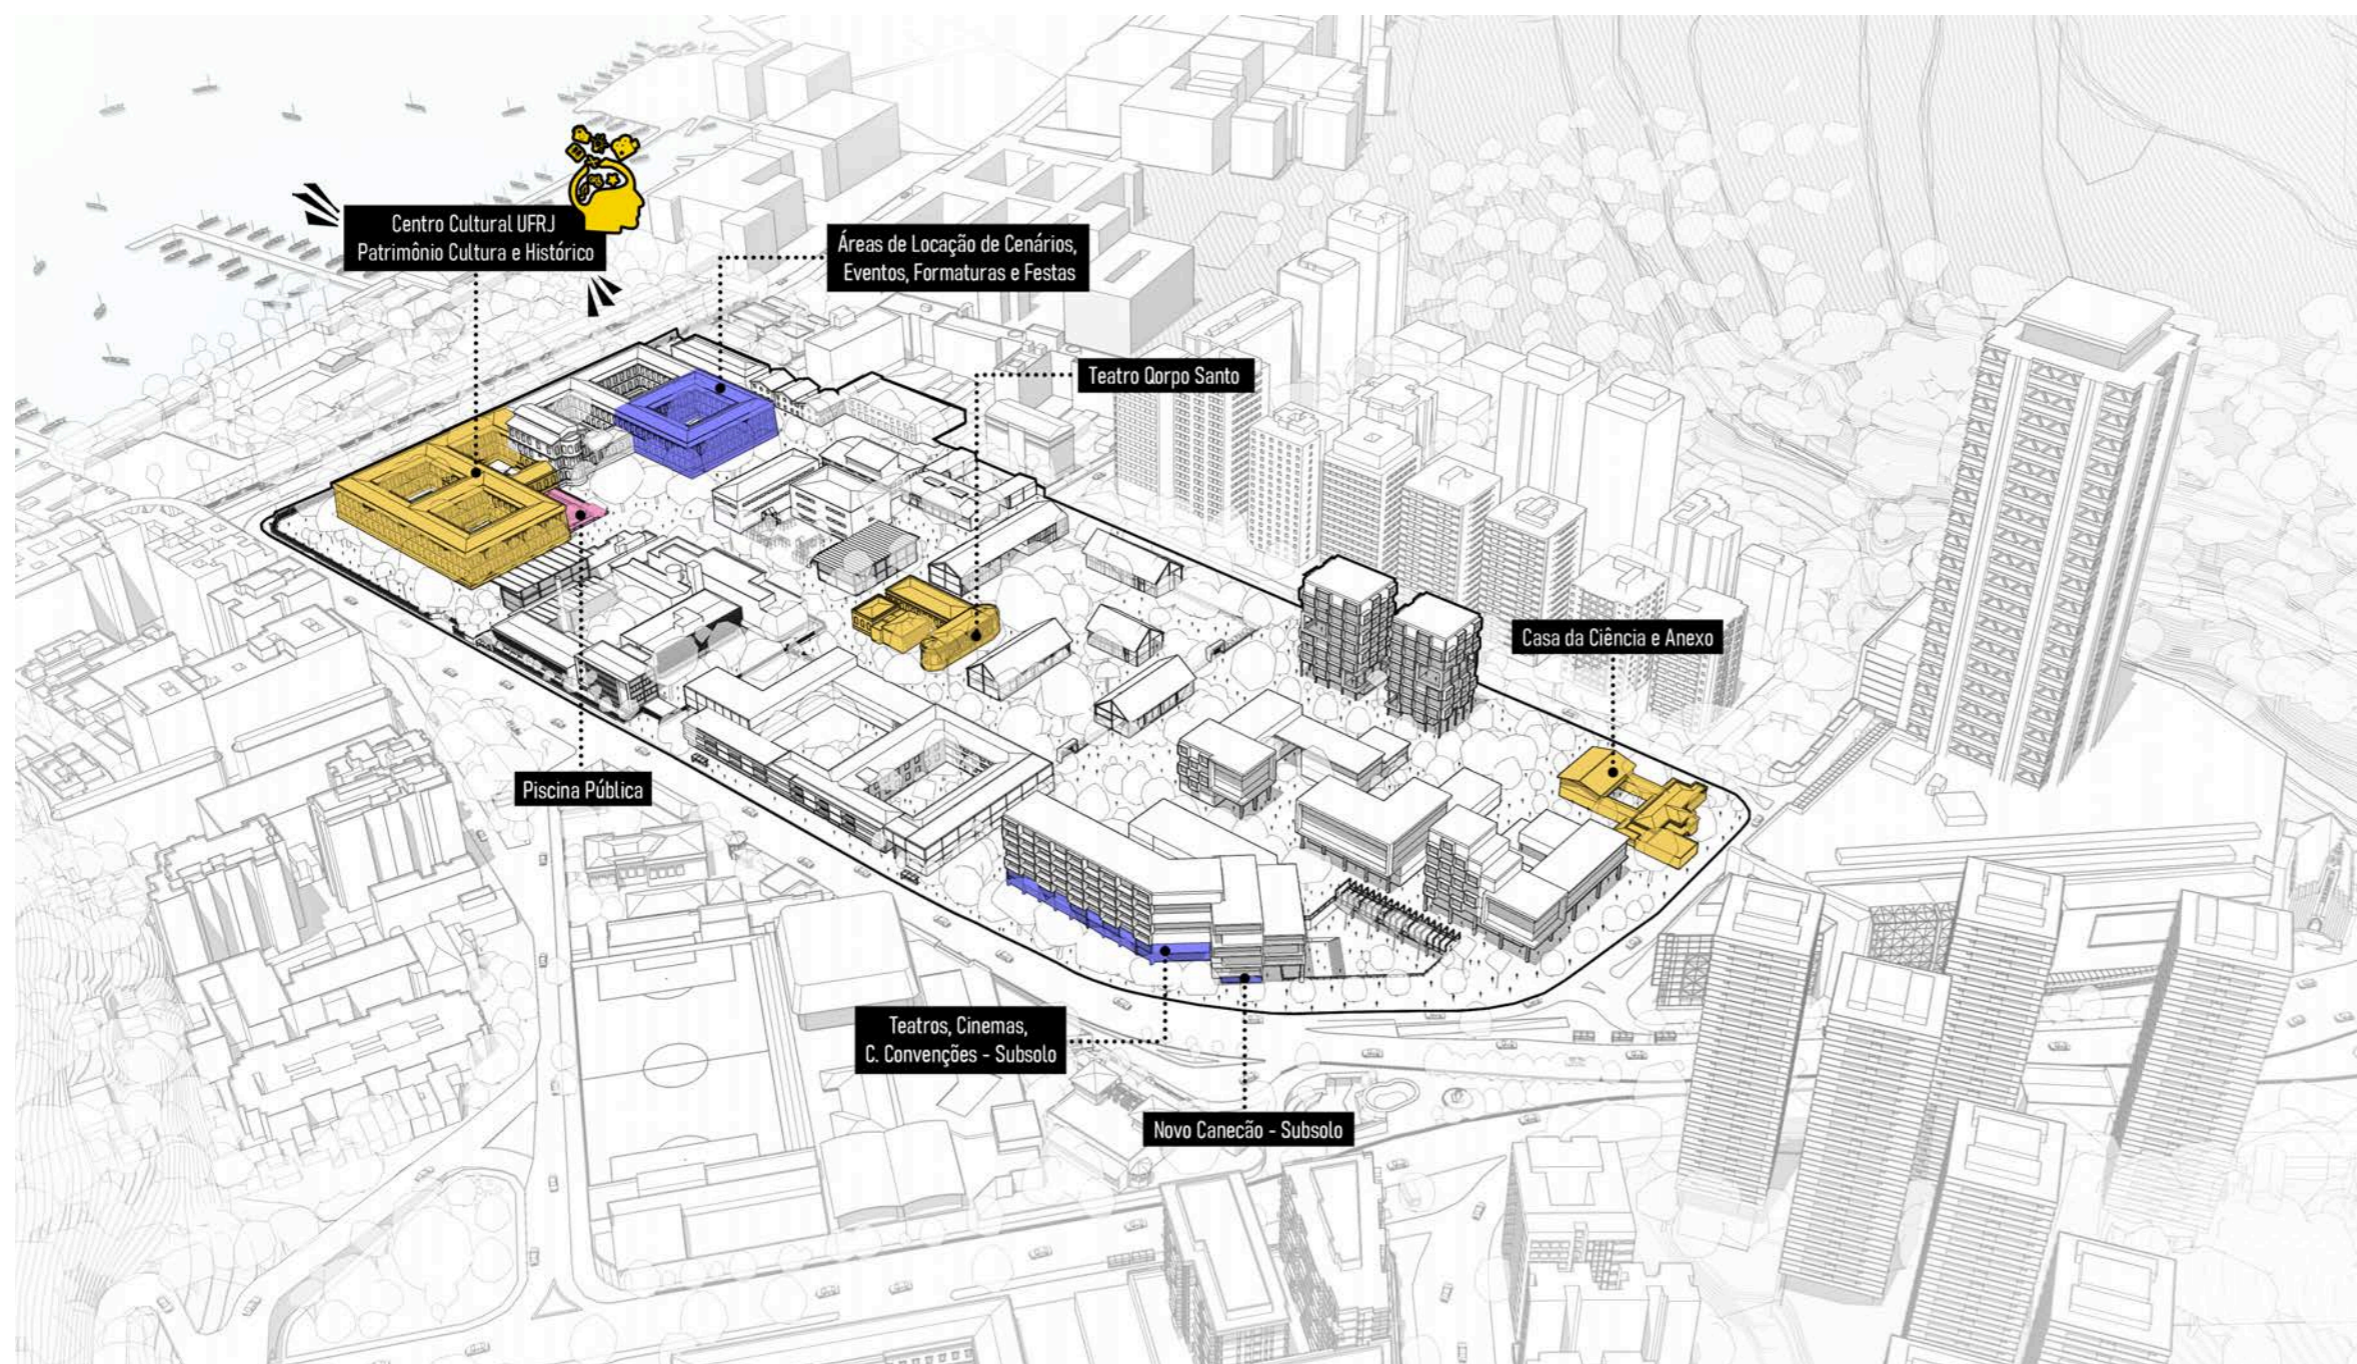 Centro Cultural UFRJ
Patrimônio Cultura e Histórico
Áreas de Locação de Cenários,
Eventos, Formaturas e Festas
Teatro Qorpo Santo
Casa da Ciência e Anexo
Piscina Pública
Teatros, Cinemas,
C. Convenções - Subsolo
Novo Canecão - Subsolo